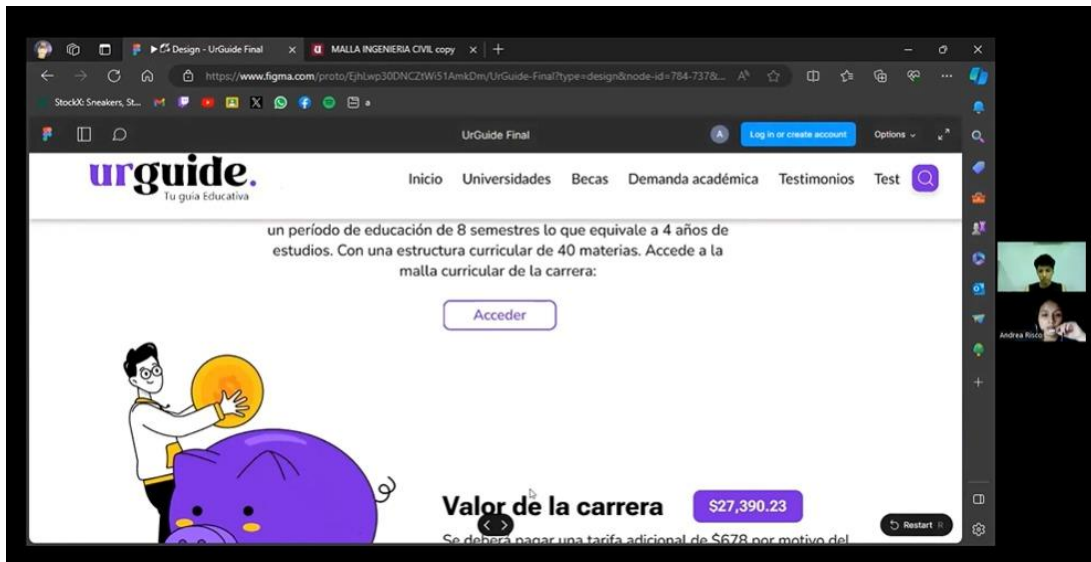 Design - UrGuide Final
MALLA INGENIERIA CIVIL copy
https://www.figma.com/proto/EjhLwp30DNCZtWi51AmkDm/UrGuide-Final?type=design&node-id=784-737&...
StockX: Sneakers, St...
UrGuide Final
A
Log in or create account
Options
urguide.
Tu guia Educativa
Inicio Universidades Becas Demanda académica Testimonios Test
un período de educación de 8 semestres lo que equivale a 4 años de
estudios. Con una estructura curricular de 40 materias. Accede a la
malla curricular de la carrera:
Acceder
Andrea Risco
Valor de la carrera $27,390.23
Restart R
Se deberá pagar una tarifa adicional de $678 por motivo del